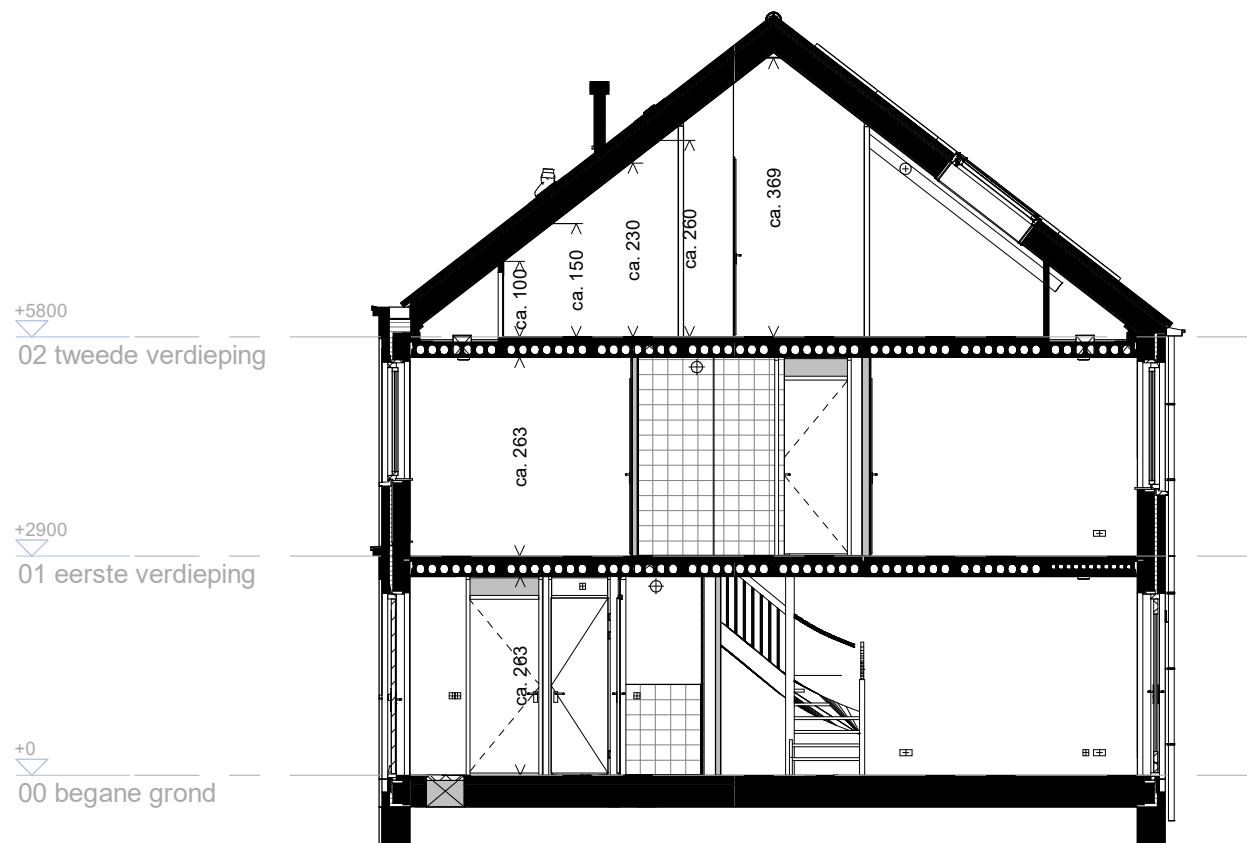 ca. 369
ca. 260
ca. 230
ca. 150
ca. 100
+5800
02 tweede verdieping
ca. 263
+2900
01 eerste verdieping
ca. 263
+0
00 begane grond